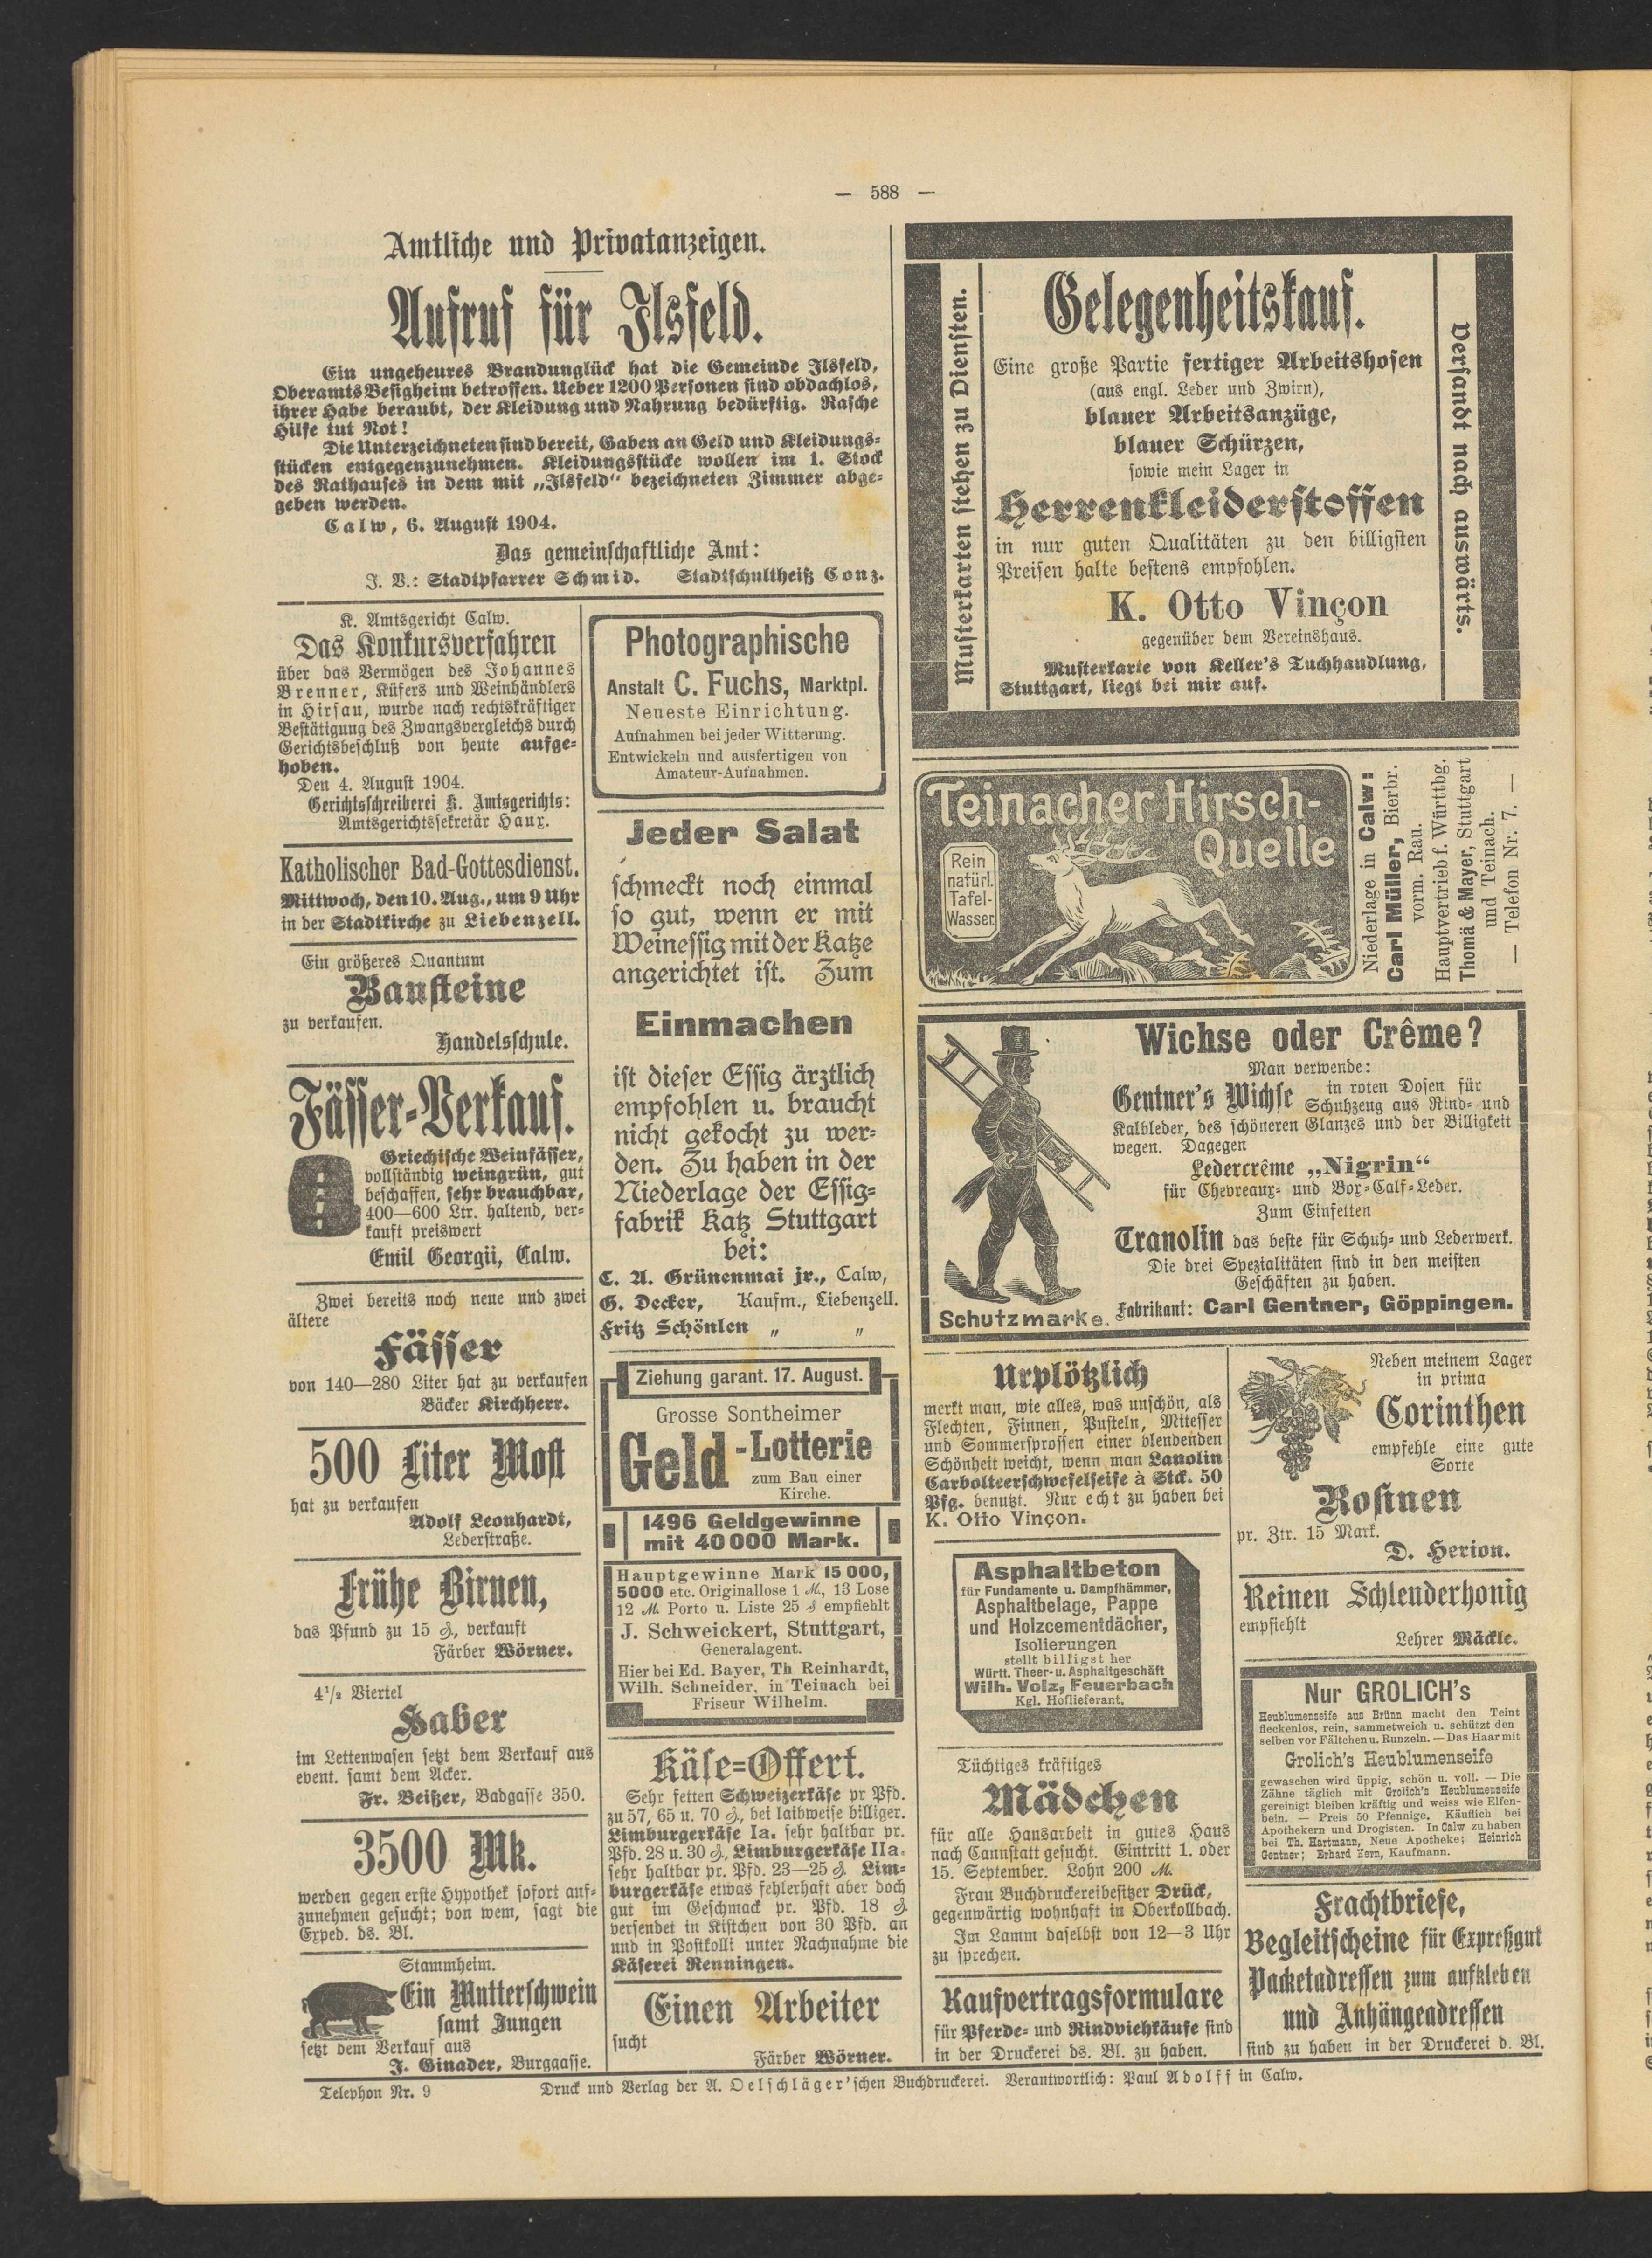 — 588 —
Amtliche und Privatanzeigen.
Aufruf für Ilsfeld.
Ein ungeheures Brandunglück hat die Gemeinde Ilsfeld,
Oberamts Besigheim betroffen. Ueber 1200 Personen sind obdachlos,
ihrer Habe beraubt, der Kleidung und Nahrung bedürftig. Rasche
Hilfe tut Not!
Die Unterzeichneten sind bereit, Gaben an Geld und Kleidungs-
stücken entgegenzunehmen. Kleidungsstücke wollen im 1. Stock
des Rathauses in dem mit „Ilsfeld“ bezeichneten Zimmer abge-
geben werden.
Calw, 6. August 1904.
Das gemeinschaftliche Amt:
J. V.: Stadtpfarrer Schmid. Stadtschultheiß Conz.
K. Amtsgericht Calw.
Das Konkursverfahren
über das Vermögen des Johannes
Brenner, Küfers und Weinhändlers
in Hirsau, wurde nach rechtskräftiger
Bestätigung des Zwangsvergleichs durch
Gerichtsbeschluß von heute aufge-
hoben.
Den 4. August 1904.
Gerichtsschreiberei K. Amtsgerichts:
Amtsgerichtssekretär Haux.
Katholischer Bad-Gottesdienst.
Mittwoch, den 10. Aug., um 9 Uhr
in der Stadtkirche zu Liebenzell.
Ein größeres Quantum
Bausteine
zu verkaufen.
Handelsschule.
Fässer-Verkauf.
Griechische Weinfässer,
vollständig weingrün, gut
beschaffen, sehr brauchbar,
400—600 Ltr. haltend, ver-
kauft preiswert
Emil Georgii, Calw.
Zwei bereits noch neue und zwei
ältere
Fässer
von 140—280 Liter hat zu verkaufen
Bäcker Kirchherr.
500 Liter Most
hat zu verkaufen
Adolf Leonhardt,
Lederstraße.
Frühe Birnen,
das Pfund zu 15 ₰, verkauft
Färber Wörner.
4½ Viertel
Haber
im Lettenwasen setzt dem Verkauf aus
event. samt dem Acker.
Fr. Beißer, Badgasse 350.
3500 Mk.
werden gegen erste Hypothek sofort auf-
zunehmen gesucht; von wem, sagt die
Exped. ds. Bl.
Stammheim.
Ein Mutterschwein
samt Jungen
setzt dem Verkauf aus
J. Ginader, Burggasse.
Photographische
Anstalt C. Fuchs, Marktpl.
Neueste Einrichtung.
Aufnahmen bei jeder Witterung.
Entwickeln und ausfertigen von
Amateur-Aufnahmen.
Jeder Salat
schmeckt noch einmal
so gut, wenn er mit
Weinessig mit der Katze
angerichtet ist. Zum
Einmachen
ist dieser Essig ärztlich
empfohlen u. braucht
nicht gekocht zu wer-
den. Zu haben in der
Niederlage der Essig-
fabrik Katz Stuttgart
bei:
C. A. Grünenmai jr., Calw,
G. Decker, Kaufm., Liebenzell.
Fritz Schönlen „ „
Ziehung garant. 17. August.
Grosse Sontheimer
Geld-Lotterie
zum Bau einer
Kirche.
1496 Geldgewinne
mit 40000 Mark.
Hauptgewinne Mark 15000,
5000 etc. Originallose 1 ℳ, 13 Lose
12 ℳ Porto u. Liste 25 ₰ empfiehlt
J. Schweickert, Stuttgart,
Generalagent.
Hier bei Ed. Bayer, Th. Reinhardt,
Wilh. Schneider, in Teinach bei
Friseur Wilhelm.
Käse-Offert.
Sehr fetten Schweizerkäse pr Pfd.
zu 57, 65 u. 70 ₰, bei laibweise billiger.
Limburgerkäse Ia. sehr haltbar pr.
Pfd. 28 u. 30 ₰, Limburgerkäse IIa.
sehr haltbar pr. Pfd. 23—25 ₰ Lim-
burgerkäse etwas fehlerhaft aber doch
gut im Geschmack pr. Pfd. 18 ₰
versendet in Kistchen von 30 Pfd. an
und in Postkolli unter Nachnahme die
Käserei Renningen.
Einen Arbeiter
sucht
Färber Wörner.
Musterkarten stehen zu Diensten.
Gelegenheitskauf.
Eine große Partie fertiger Arbeitshosen
(aus engl. Leder und Zwirn),
blauer Arbeitsanzüge,
blauer Schürzen,
sowie mein Lager in
Herrenkleiderstoffen
in nur guten Qualitäten zu den billigsten
Preisen halte bestens empfohlen.
K. Otto Vinçon
gegenüber dem Vereinshaus.
Musterkarte von Keller's Tuchhandlung,
Stuttgart, liegt bei mir auf.
Versandt nach auswärts.
Teinacher Hirsch-
Quelle
Rein
natürl.
Tafel-
Wasser
Niederlage in Calw:
Carl Müller, Bierbr.
vorm. Rau.
Hauptvertrieb f. Württbg.
Thomä & Mayer, Stuttgart
und Teinach.
— Telefon Nr. 7. —
Wichse oder Crême?
Man verwende:
Gentner's Wichse in roten Dosen für
Schuhzeug aus Rind- und
Kalbleder, des schöneren Glanzes und der Billigkeit
wegen. Dagegen
Ledercrême „Nigrin“
für Chevreaux- und Box-Calf-Leder.
Zum Einfetten
Tranolin das beste für Schuh- und Lederwerk.
Die drei Spezialitäten sind in den meisten
Geschäften zu haben.
Schutzmarke. Fabrikant: Carl Gentner, Göppingen.
Urplötzlich
merkt man, wie alles, was unschön, als
Flechten, Finnen, Pusteln, Mitesser
und Sommersprossen einer blendenden
Schönheit weicht, wenn man Lanolin
Carbolteerschwefelseife à Stck. 50
Pfg. benutzt. Nur echt zu haben bei
K. Otto Vinçon.
Asphaltbeton
für Fundamente u. Dampfhämmer,
Asphaltbelage, Pappe
und Holzcementdächer,
Isolierungen
stellt billigst her
Württ. Theer- u. Asphaltgeschäft
Wilh. Volz, Feuerbach
Kgl. Hoflieferant.
Tüchtiges kräftiges
Mädchen
für alle Hausarbeit in gutes Haus
nach Cannstatt gesucht. Eintritt 1. oder
15. September. Lohn 200 ℳ
Frau Buchdruckereibesitzer Drück,
gegenwärtig wohnhaft in Oberkollbach.
Im Lamm daselbst von 12—3 Uhr
zu sprechen.
Kaufvertragsformulare
für Pferde- und Rindviehkäufe sind
in der Druckerei ds. Bl. zu haben.
Neben meinem Lager
in prima
Corinthen
empfehle eine gute
Sorte
Rosinen
pr. Ztr. 15 Mark.
D. Herion.
Reinen Schlenderhonig
empfiehlt
Lehrer Mäckle.
Nur GROLICH's
Heublumenseife aus Brünn macht den Teint
fleckenlos, rein, sammetweich u. schützt den
selben vor Fältchen u. Runzeln. — Das Haar mit
Grolich's Heublumenseife
gewaschen wird üppig, schön u. voll. — Die
Zähne täglich mit Grolich's Heublumenseife
gereinigt bleiben kräftig und weiss wie Elfen-
bein. — Preis 50 Pfennige. Käuflich bei
Apothekern und Drogisten. In Calw zu haben
bei Th. Hartmann, Neue Apotheke; Heinrich
Gentner; Erhard Kern, Kaufmann.
Frachtbriefe,
Begleitscheine für Expreßgut
Packetadressen zum aufkleben
und Anhängeadressen
sind zu haben in der Druckerei d. Bl.
Telephon Nr. 9 Druck und Verlag der A. Oelschläger'schen Buchdruckerei. Verantwortlich: Paul Adolff in Calw.